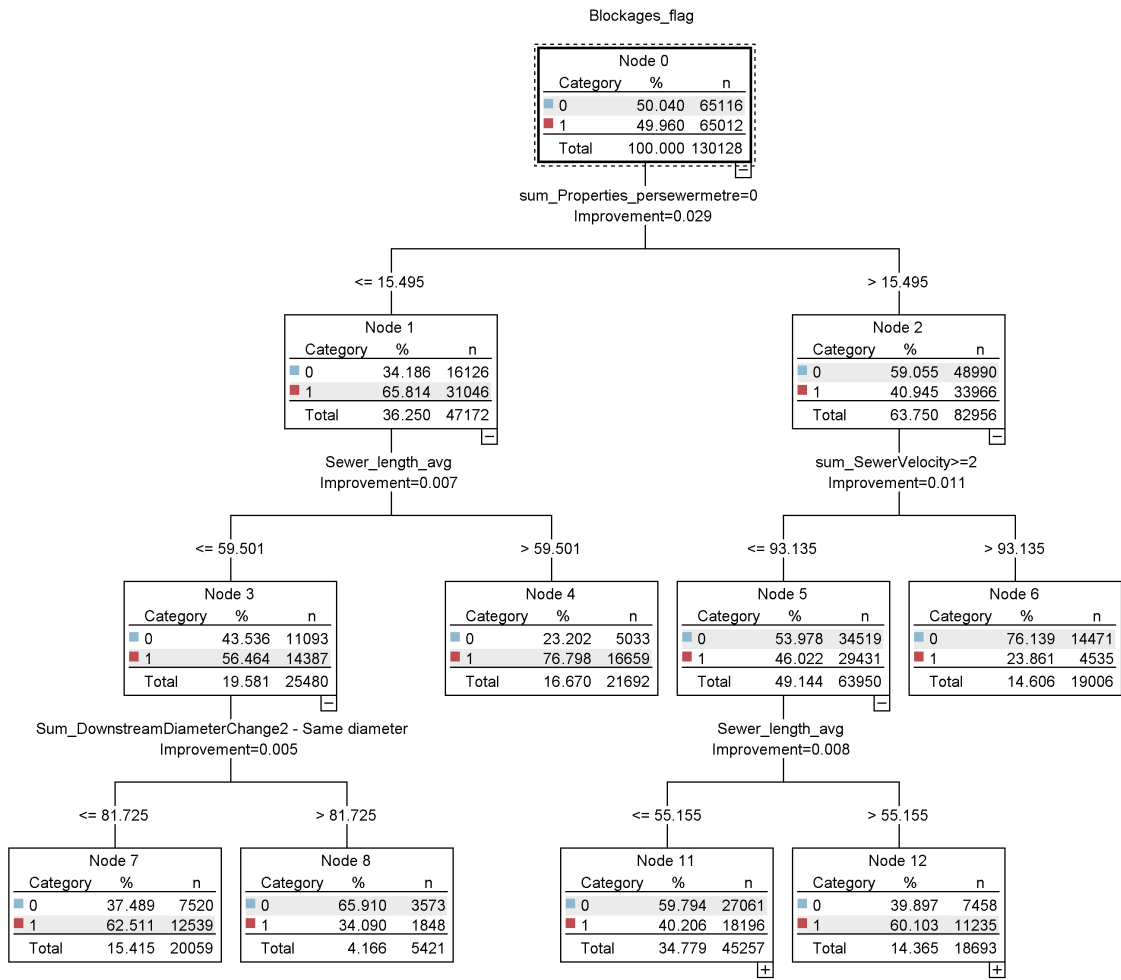 Blockages_flag
Node 0
Category % n
0 50.040 65116
1 49.960 65012
Total 100.000 130128
sum_Properties_persewermetre=0
Improvement=0.029
<= 15.495
> 15.495
Node 1
Category % n
0 34.186 16126
1 65.814 31046
Total 36.250 47172
Node 2
Category % n
0 59.055 48990
1 40.945 33966
Total 63.750 82956
Sewer_length_avg
Improvement=0.007
sum_SewerVelocity>=2
Improvement=0.011
<= 59.501
> 59.501
<= 93.135
> 93.135
Node 3
Category % n
0 43.536 11093
1 56.464 14387
Total 19.581 25480
Node 4
Category % n
0 23.202 5033
1 76.798 16659
Total 16.670 21692
Node 5
Category % n
0 53.978 34519
1 46.022 29431
Total 49.144 63950
Node 6
Category % n
0 76.139 14471
1 23.861 4535
Total 14.606 19006
Sum_DownstreamDiameterChange2 - Same diameter
Improvement=0.005
Sewer_length_avg
Improvement=0.008
<= 81.725
> 81.725
<= 55.155
> 55.155
Node 7
Category % n
0 37.489 7520
1 62.511 12539
Total 15.415 20059
Node 8
Category % n
0 65.910 3573
1 34.090 1848
Total 4.166 5421
Node 11
Category % n
0 59.794 27061
1 40.206 18196
Total 34.779 45257
Node 12
Category % n
0 39.897 7458
1 60.103 11235
Total 14.365 18693